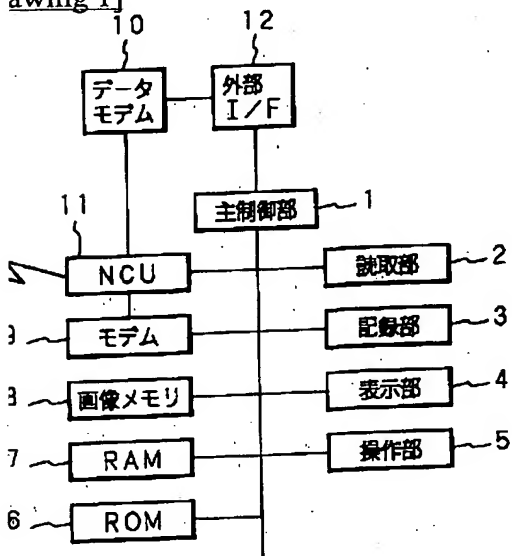 awing 1]
10
12
データ
モデム
外部
I/F
主制御部
1
11
NCU
読取部
2
モデム
記録部
3
画像メモリ
表示部
4
7
RAM
操作部
5
6
ROM